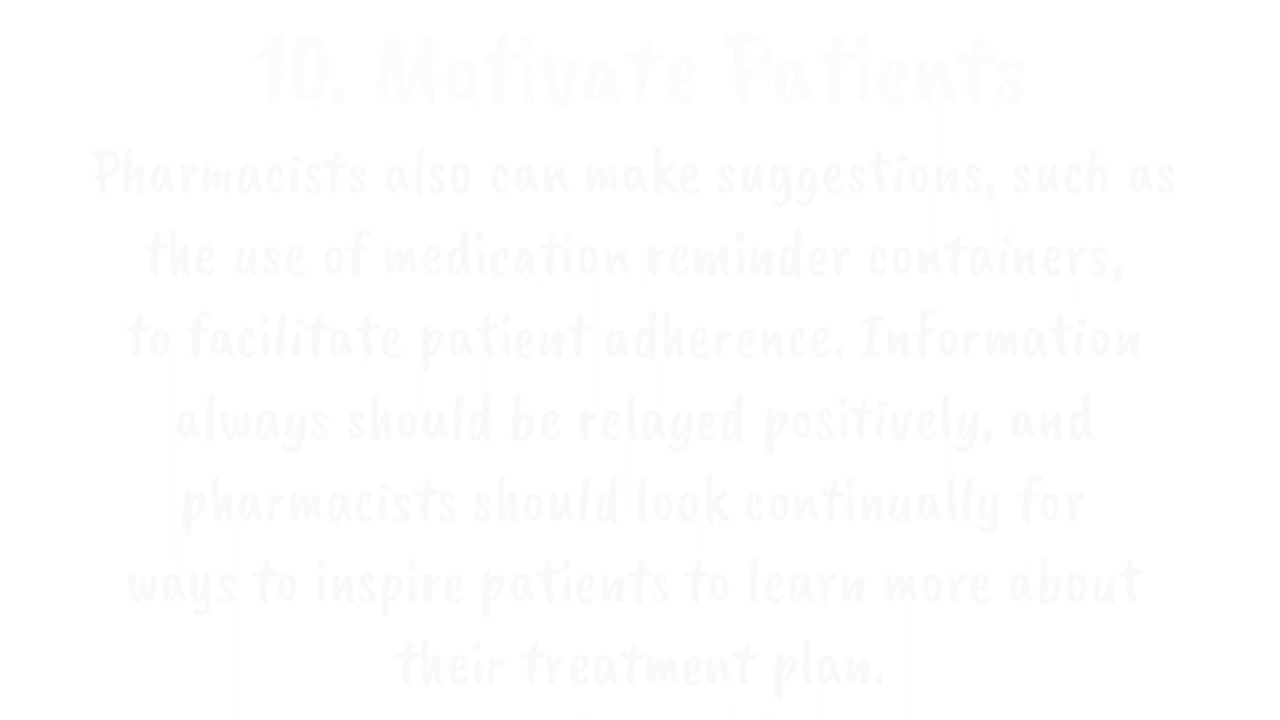 10. Motivate Patients
Pharmacists also can make suggestions, such as
the use of medication reminder containers,
to facilitate patient adherence. Information
always should be relayed positively, and
pharmacists should look continually for
ways to inspire patients to learn more about
their treatment plan.